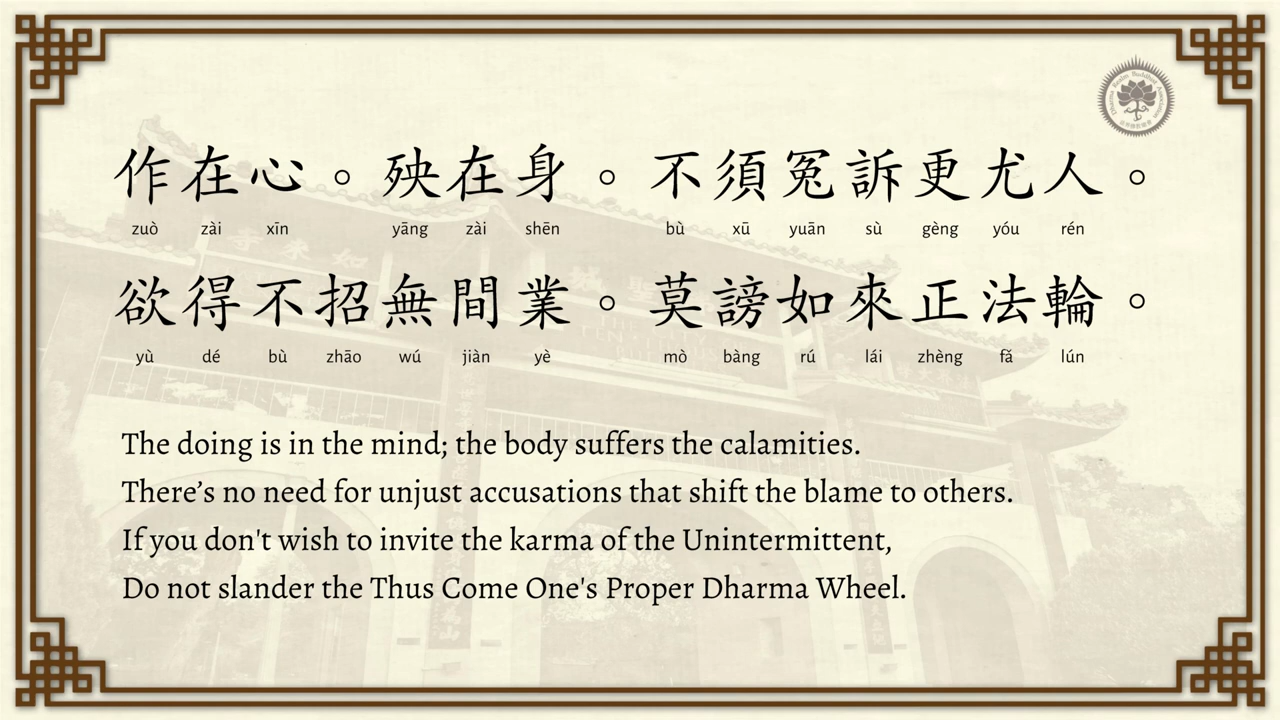 作在心。殃在身。不須冤訴更尤人。
zuò zài xīn yāng zài shēn bù xū yuān sù gèng yóu rén
欲得不招無間業。莫謗如來正法輪。
yù dé bù zhāo wú jiàn yè mò bàng rú lái zhèng fǎ lún
The doing is in the mind; the body suffers the calamities.
There’s no need for unjust accusations that shift the blame to others.
If you don't wish to invite the karma of the Unintermittent,
Do not slander the Thus Come One's Proper Dharma Wheel.
Dharma Realm Buddhist Association